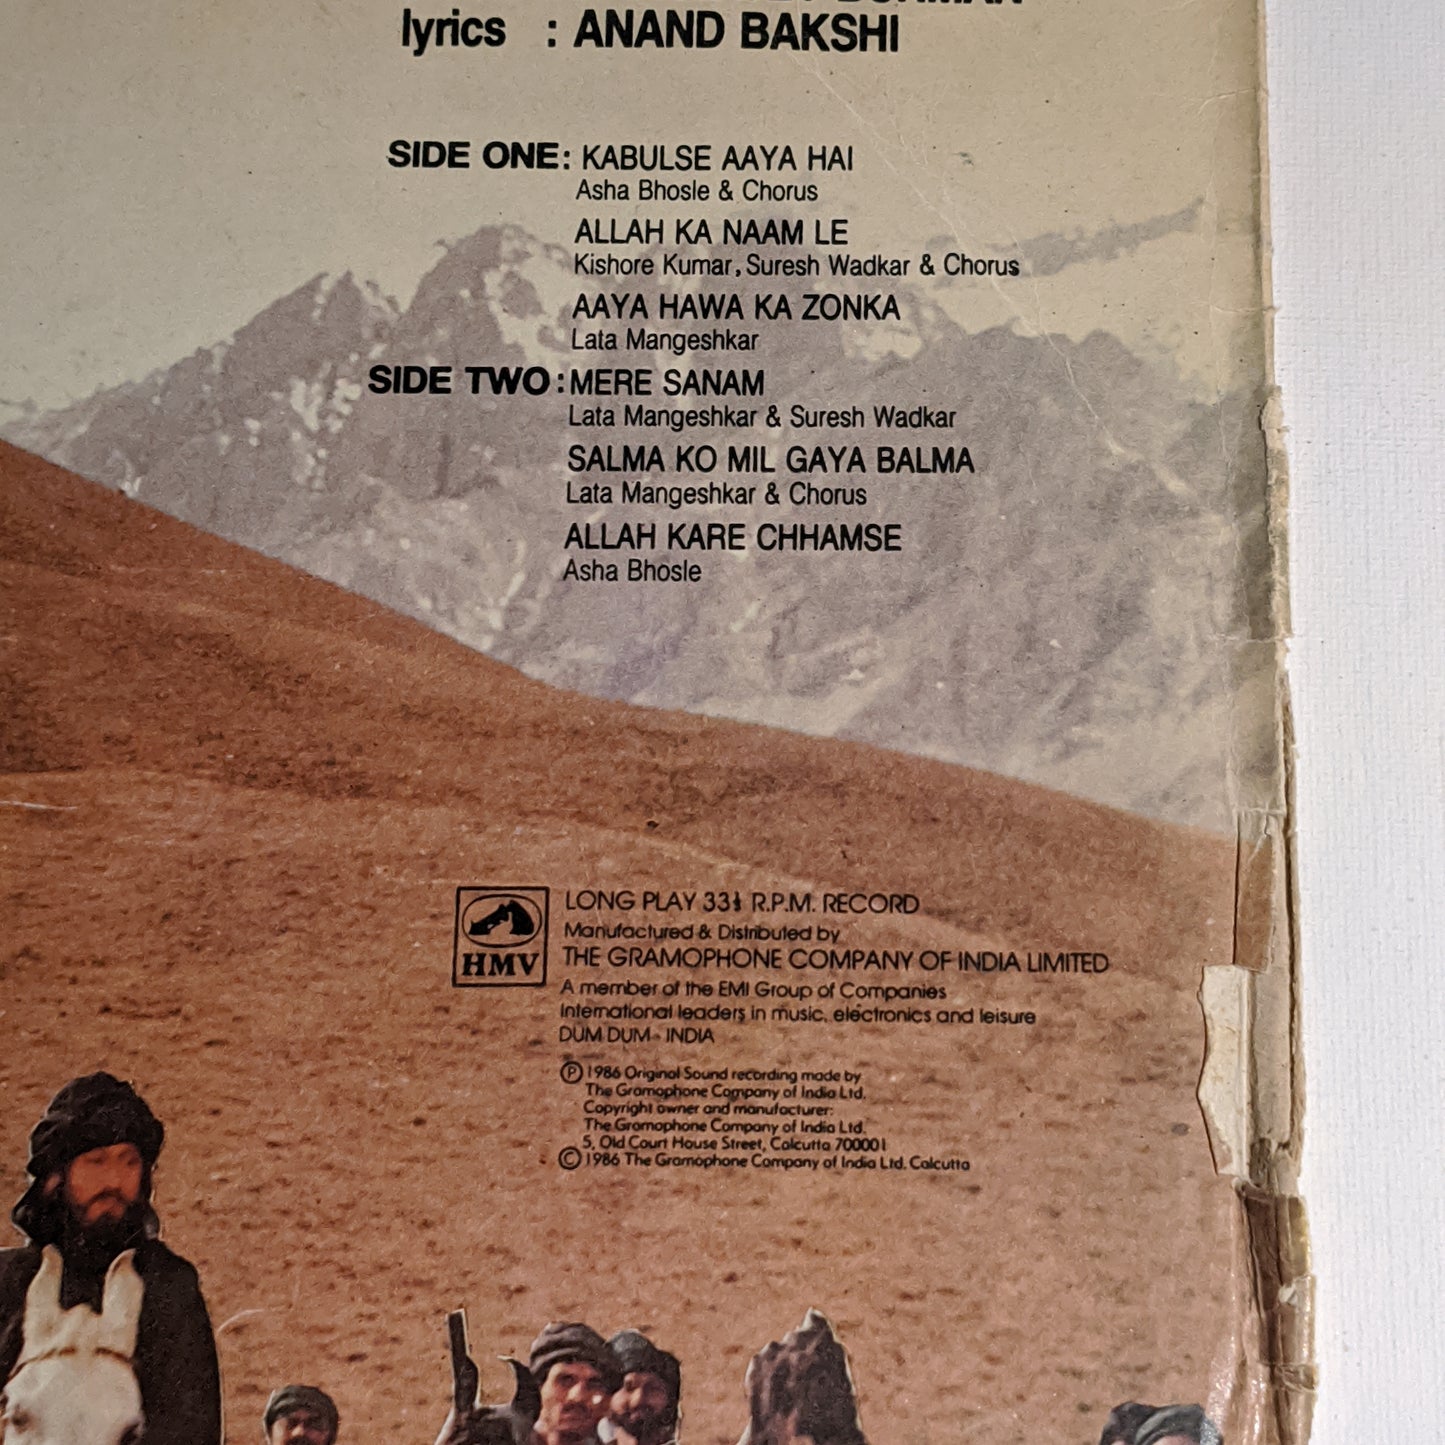 BURMAN
lyrics : ANAND BAKSHI
SIDE ONE: KABULSE AAYA HAI
Asha Bhosle & Chorus
ALLAH KA NAAM LE
Kishore Kumar, Suresh Wadkar & Chorus
AAYA HAWA KA ZONKA
Lata Mangeshkar
SIDE TWO: MERE SANAM
Lata Mangeshkar & Suresh Wadkar
SALMA KO MIL GAYA BALMA
Lata Mangeshkar & Chorus
ALLAH KARE CHHAMSE
Asha Bhosle
HMV
LONG PLAY 33⅓ R.P.M. RECORD
Manufactured & Distributed by
THE GRAMOPHONE COMPANY OF INDIA LIMITED
A member of the EMI Group of Companies
International leaders in music, electronics and leisure
DUM DUM - INDIA
Ⓟ 1986 Original Sound recording made by
The Gramophone Company of India Ltd.
Copyright owner and manufacturer:
The Gramophone Company of India Ltd.
5, Old Court House Street, Calcutta 700001
© 1986 The Gramophone Company of India Ltd. Calcutta